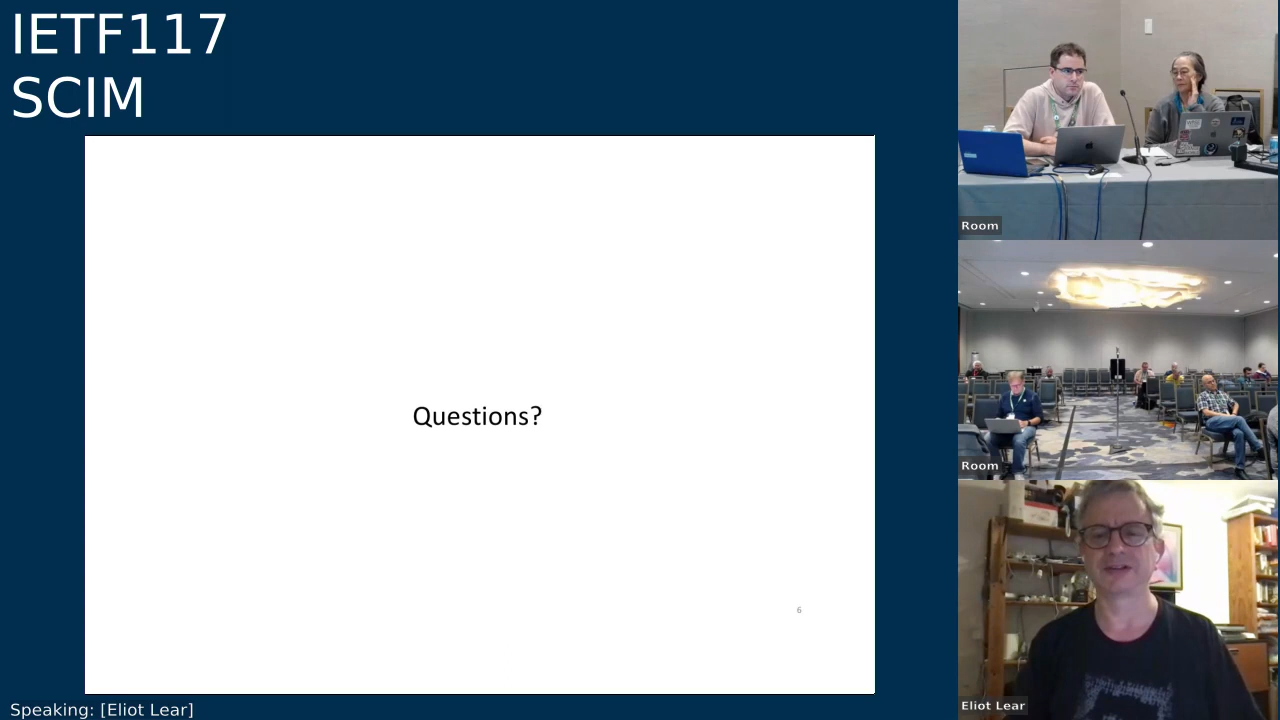 IETF117
SCIM
Questions?
6
Speaking: [Eliot Lear]
Room
Room
Eliot Lear